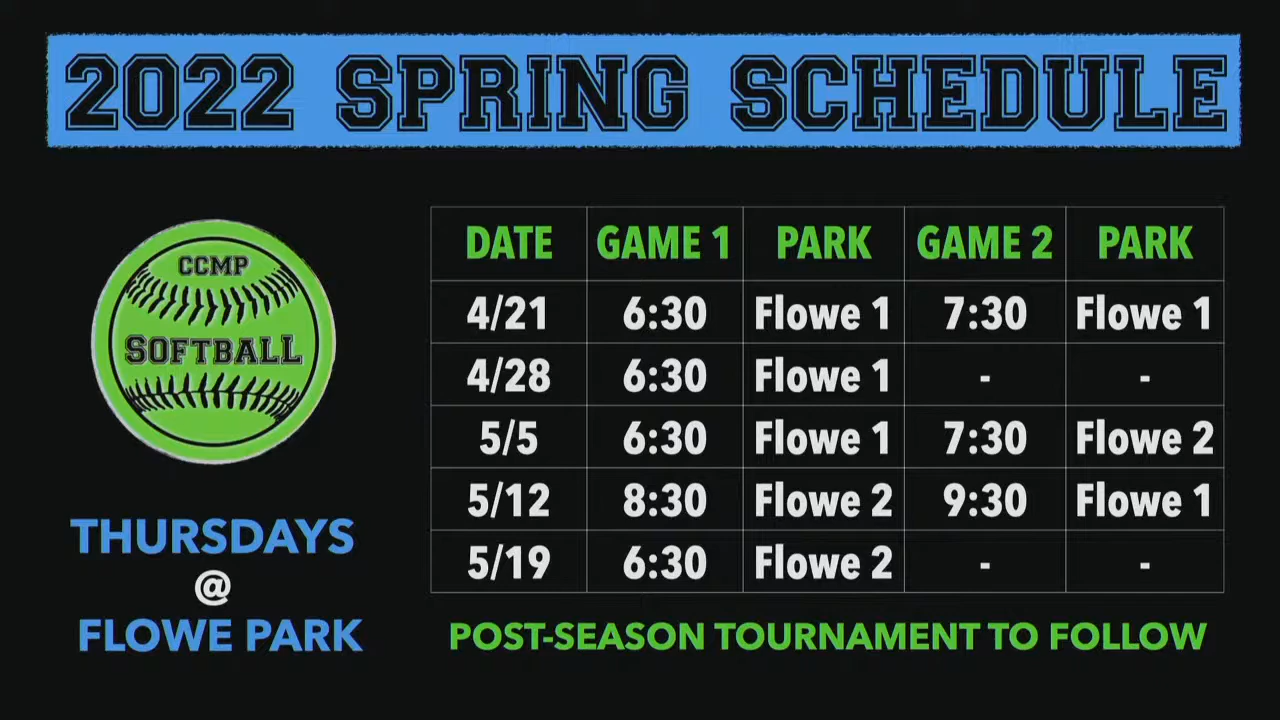 2022 SPRING SCHEDULE
CCMP
SOFTBALL
THURSDAYS
@
FLOWE PARK
DATE GAME 1 PARK GAME 2 PARK
4/21 6:30 Flowe 1 7:30 Flowe 1
4/28 6:30 Flowe 1 - -
5/5 6:30 Flowe 1 7:30 Flowe 2
5/12 8:30 Flowe 2 9:30 Flowe 1
5/19 6:30 Flowe 2 - -
POST-SEASON TOURNAMENT TO FOLLOW